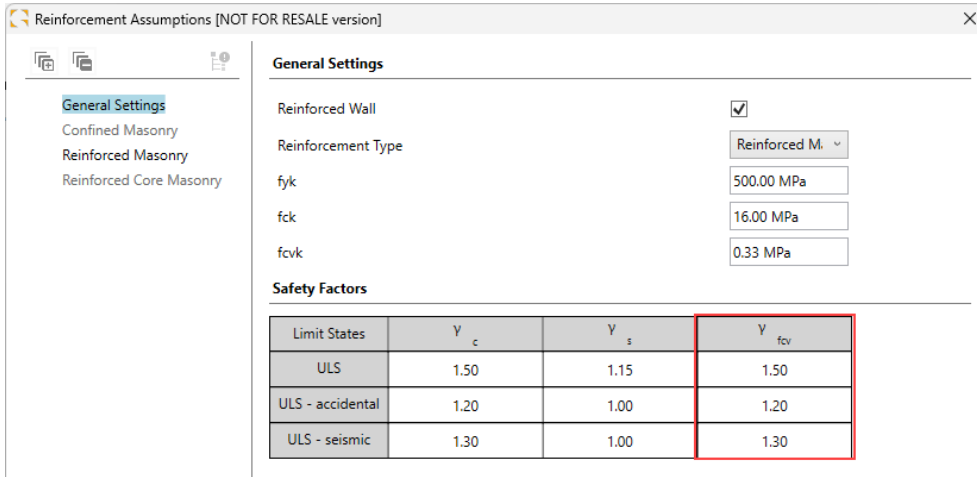 Reinforcement Assumptions [NOT FOR RESALE version]
General Settings
Confined Masonry
Reinforced Masonry
Reinforced Core Masonry
General Settings
Reinforced Wall
Reinforcement Type Reinforced M
fyk 500.00 MPa
fck 16.00 MPa
fcvk 0.33 MPa
Safety Factors
Limit States γ c γ s γ fcv
ULS 1.50 1.15 1.50
ULS - accidental 1.20 1.00 1.20
ULS - seismic 1.30 1.00 1.30